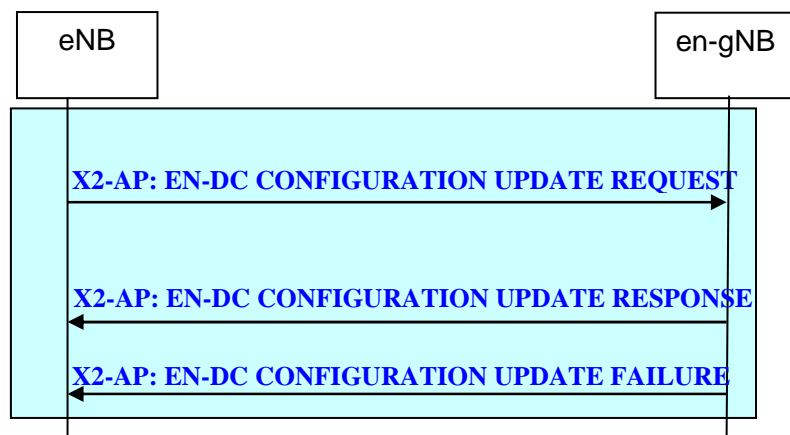 eNB
en-gNB
X2-AP: EN-DC CONFIGURATION UPDATE REQUEST
X2-AP: EN-DC CONFIGURATION UPDATE RESPONSE
X2-AP: EN-DC CONFIGURATION UPDATE FAILURE